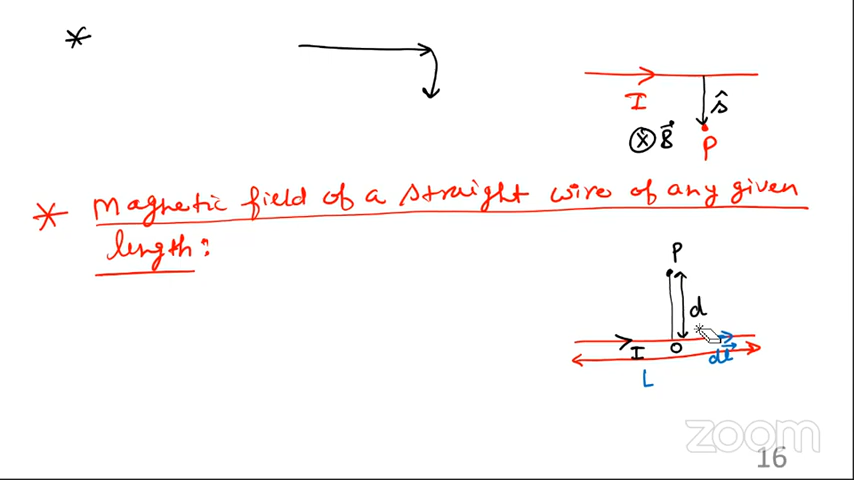 *
I
ŝ
⊗ B⃗
P
* Magnetic field of a straight wire of any given
length:
P
d
I O dl⃗
L
zoom
16